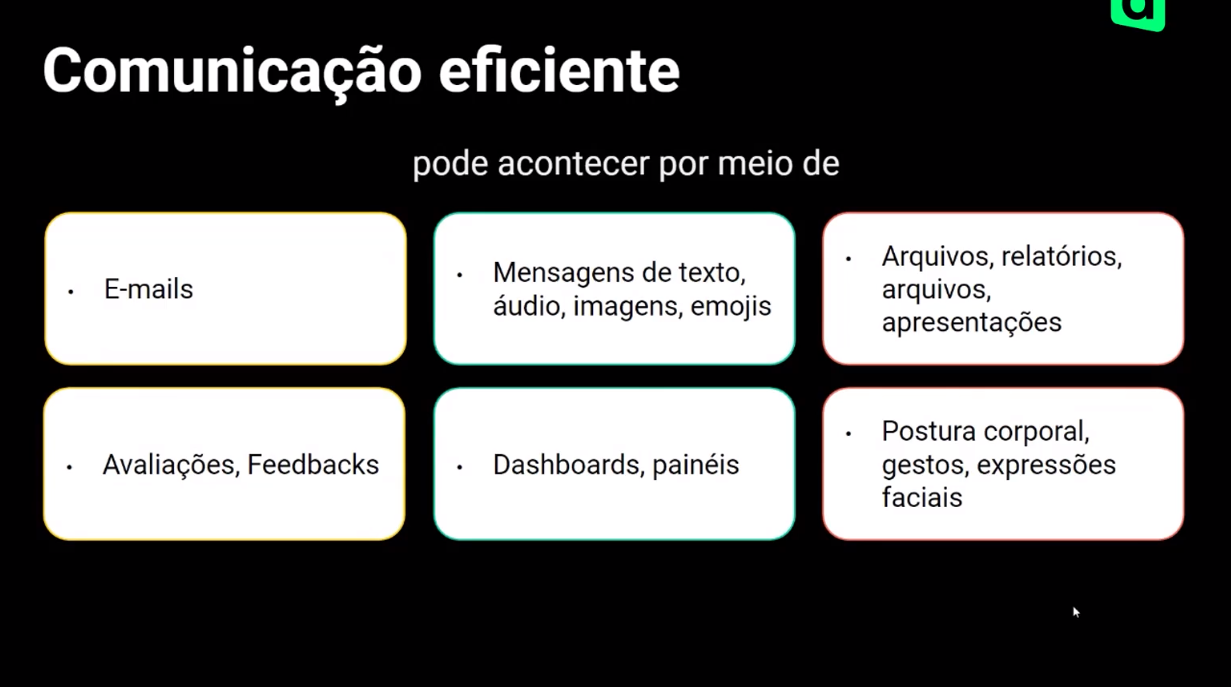 Comunicação eficiente
pode acontecer por meio de
• E-mails
• Mensagens de texto,
áudio, imagens, emojis
• Arquivos, relatórios,
arquivos,
apresentações
• Avaliações, Feedbacks
• Dashboards, painéis
• Postura corporal,
gestos, expressões
faciais